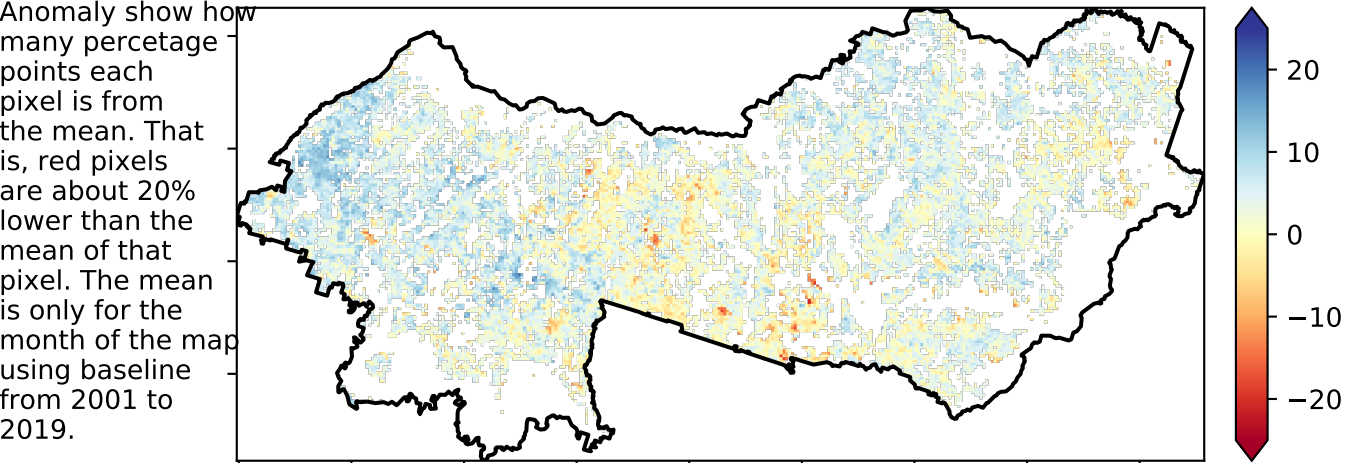 Anomaly show how
many percetage
points each
pixel is from
the mean. That
is, red pixels
are about 20%
lower than the
mean of that
pixel. The mean
is only for the
month of the map
using baseline
from 2001 to
2019.
20
10
0
−10
−20